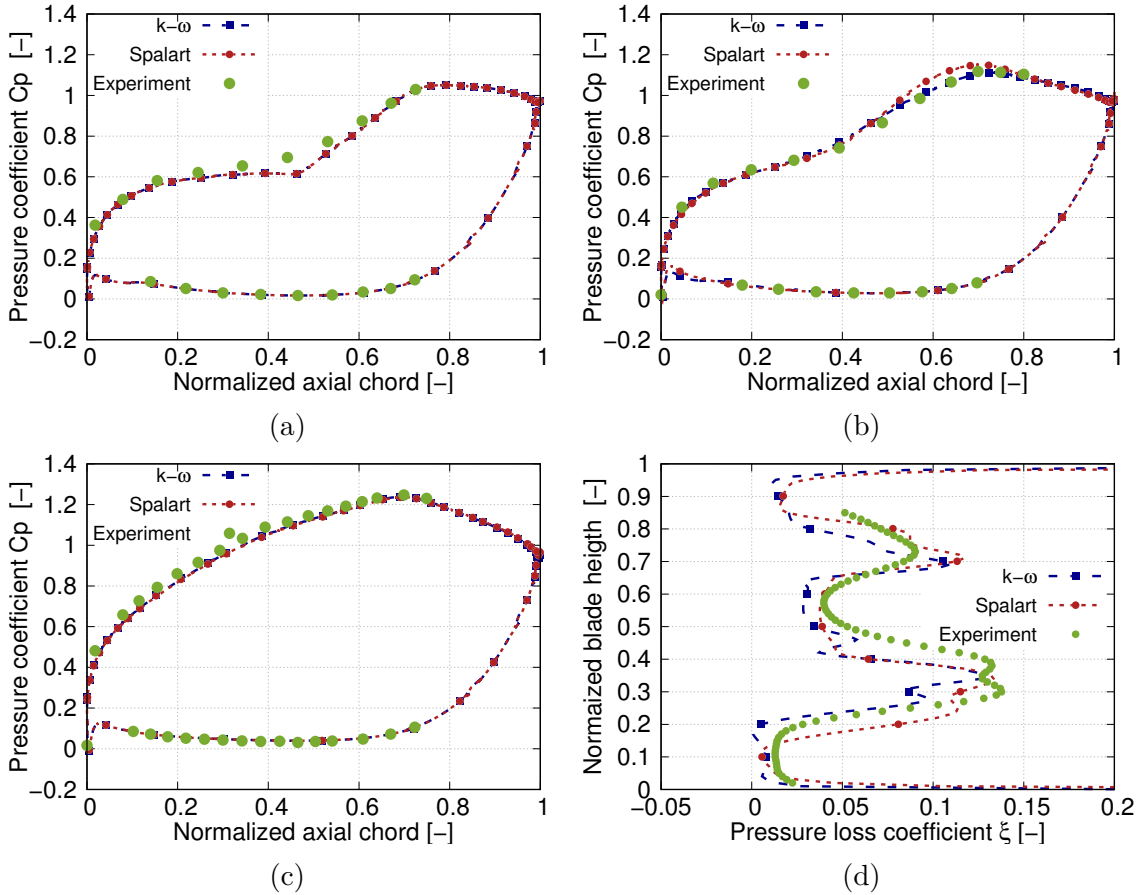 Pressure coefficient Cp [−]
1.4
1.2
1
0.8
0.6
0.4
0.2
0
−0.2
k−ω
Spalart
Experiment
0 0.2 0.4 0.6 0.8 1
Normalized axial chord [−]
(a)
Pressure coefficient Cp [−]
1.4
1.2
1
0.8
0.6
0.4
0.2
0
−0.2
k−ω
Spalart
Experiment
0 0.2 0.4 0.6 0.8 1
Normalized axial chord [−]
(b)
Pressure coefficient Cp [−]
1.4
1.2
1
0.8
0.6
0.4
0.2
0
−0.2
k−ω
Spalart
Experiment
0 0.2 0.4 0.6 0.8 1
Normalized axial chord [−]
(c)
Normaized blade heigth [−]
1
0.9
0.8
0.7
0.6
0.5
0.4
0.3
0.2
0.1
0
k−ω
Spalart
Experiment
−0.05 0 0.05 0.1 0.15 0.2
Pressure loss coefficient ξ [−]
(d)